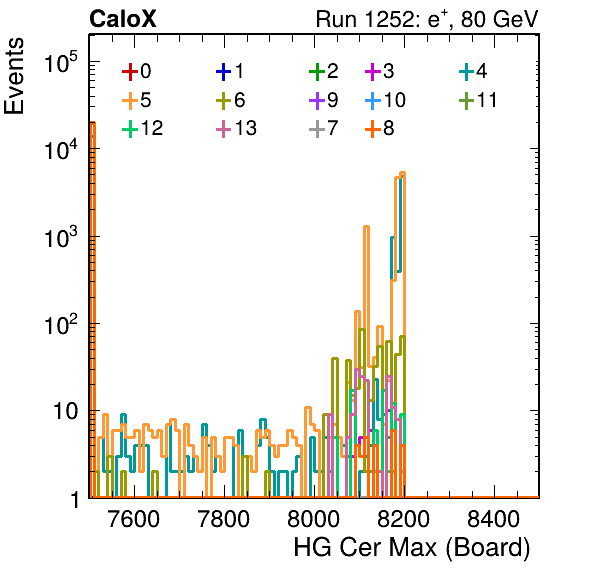 CaloX Run 1252: e⁺, 80 GeV
Events
0 1 2 3 4
5 6 9 10 11
12 13 7 8
10⁵
10⁴
10³
10²
10
1
7600 7800 8000 8200 8400
HG Cer Max (Board)